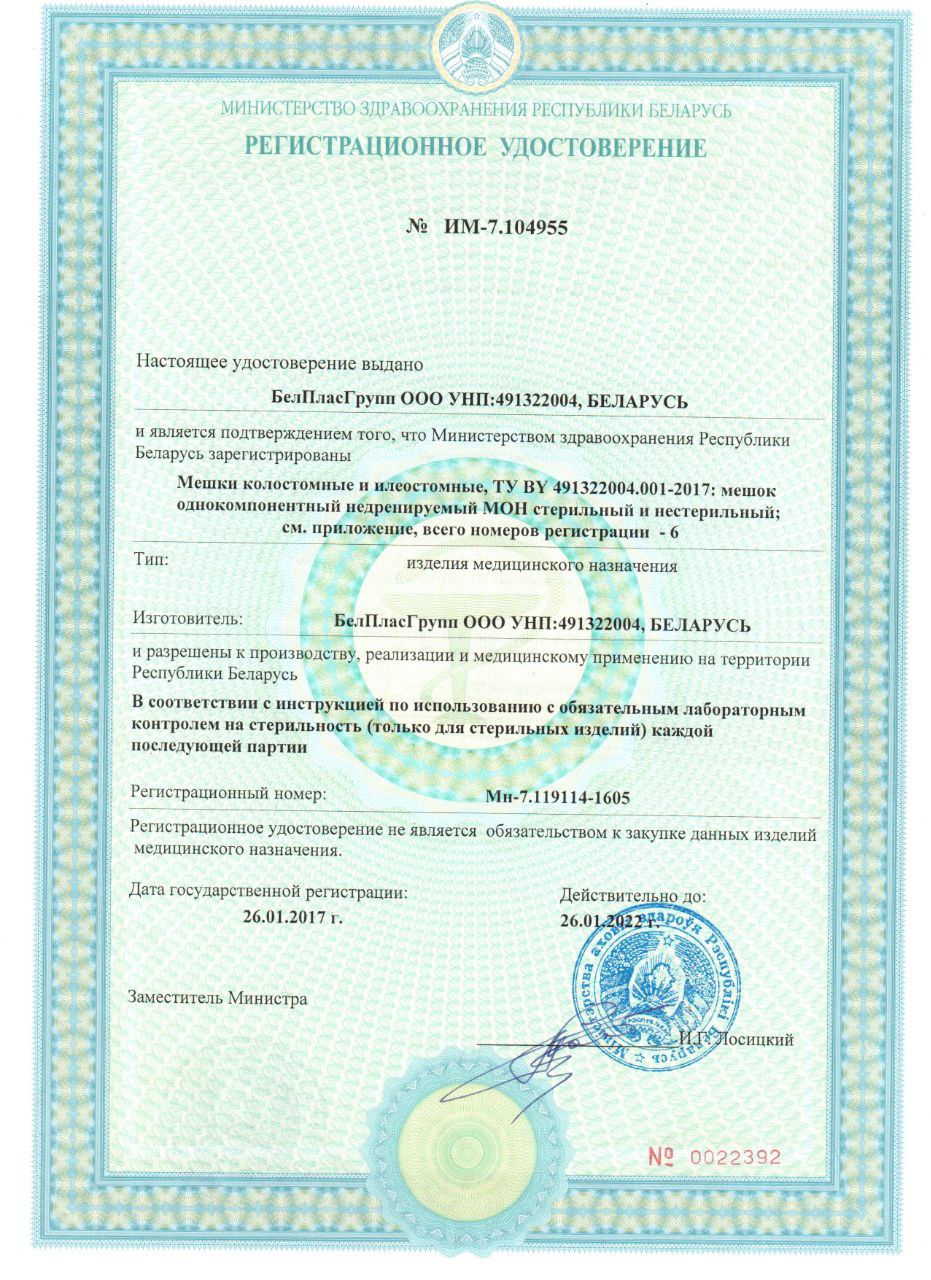 МИНИСТЕРСТВО ЗДРАВООХРАНЕНИЯ РЕСПУБЛИКИ БЕЛАРУСЬ
РЕГИСТРАЦИОННОЕ УДОСТОВЕРЕНИЕ
№ ИМ-7.104955
Настоящее удостоверение выдано
БелПласГрупп ООО УНП:491322004, БЕЛАРУСЬ
и является подтверждением того, что Министерством здравоохранения Республики
Беларусь зарегистрированы
Мешки колостомные и илеостомные, ТУ BY 491322004.001-2017: мешок
однокомпонентный недренируемый МОН стерильный и нестерильный;
см. приложение, всего номеров регистрации - 6
Тип: изделия медицинского назначения
Изготовитель: БелПласГрупп ООО УНП:491322004, БЕЛАРУСЬ
и разрешены к производству, реализации и медицинскому применению на территории
Республики Беларусь
В соответствии с инструкцией по использованию с обязательным лабораторным
контролем на стерильность (только для стерильных изделий) каждой
последующей партии
Регистрационный номер: Мн-7.119114-1605
Регистрационное удостоверение не является обязательством к закупке данных изделий
медицинского назначения.
Дата государственной регистрации: Действительно до:
26.01.2017 г. 26.01.2022 г.
Міністэрства аховы здароўя Рэспублікі Беларусь
Заместитель Министра
И.Г. Лосицкий
№ 0022392